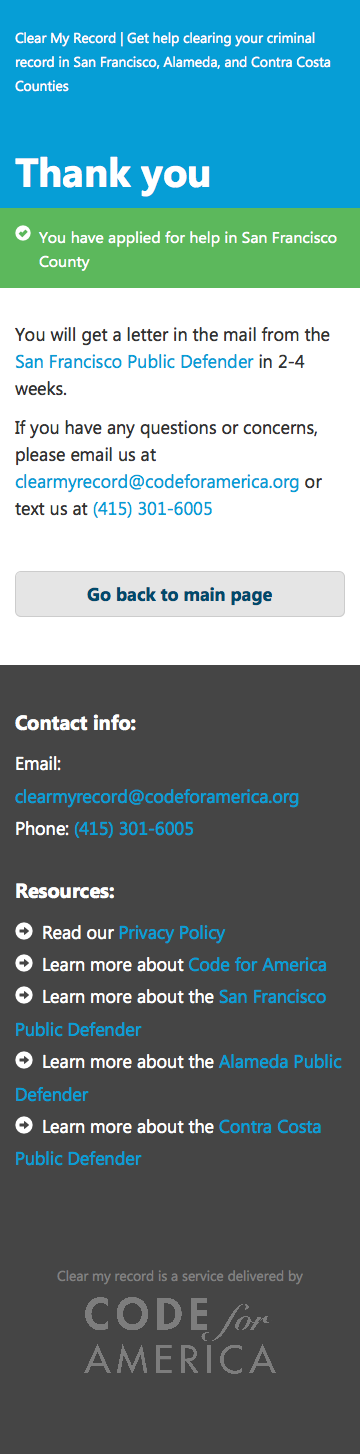 Clear My Record | Get help clearing your criminal
record in San Francisco, Alameda, and Contra Costa
Counties
Thank you
You have applied for help in San Francisco
County
You will get a letter in the mail from the
San Francisco Public Defender in 2-4
weeks.
If you have any questions or concerns,
please email us at
clearmyrecord@codeforamerica.org or
text us at (415) 301-6005
Go back to main page
Contact info:
Email:
clearmyrecord@codeforamerica.org
Phone: (415) 301-6005
Resources:
Read our Privacy Policy
Learn more about Code for America
Learn more about the San Francisco
Public Defender
Learn more about the Alameda Public
Defender
Learn more about the Contra Costa
Public Defender
Clear my record is a service delivered by
CODE for
AMERICA